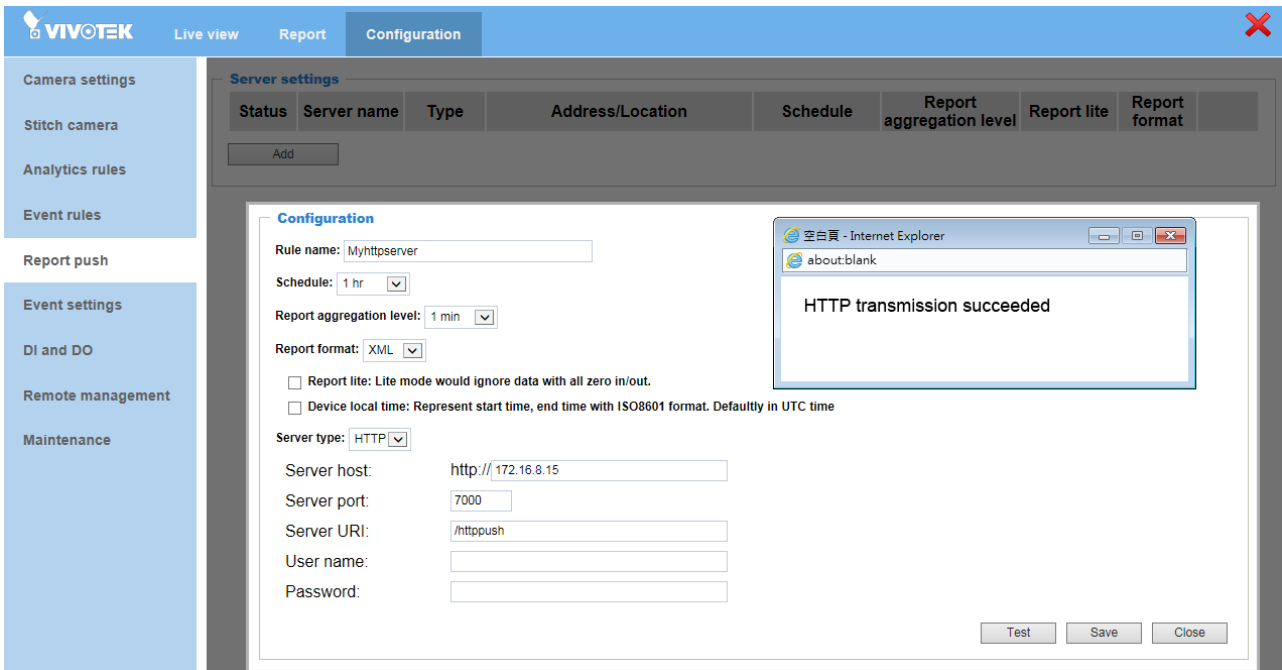 VIVOTEK
Live view Report Configuration
Camera settings
Stitch camera
Analytics rules
Event rules
Report push
Event settings
DI and DO
Remote management
Maintenance
Server settings
Status Server name Type Address/Location Schedule Report aggregation level Report lite Report format
Add
Configuration
Rule name: Myhttpserver
Schedule: 1 hr
Report aggregation level: 1 min
Report format: XML
Report lite: Lite mode would ignore data with all zero in/out.
Device local time: Represent start time, end time with ISO8601 format. Defaultly in UTC time
Server type: HTTP
Server host: http:// 172.16.8.15
Server port: 7000
Server URI: /httppush
User name:
Password:
Test Save Close
空白頁 - Internet Explorer
about:blank
HTTP transmission succeeded